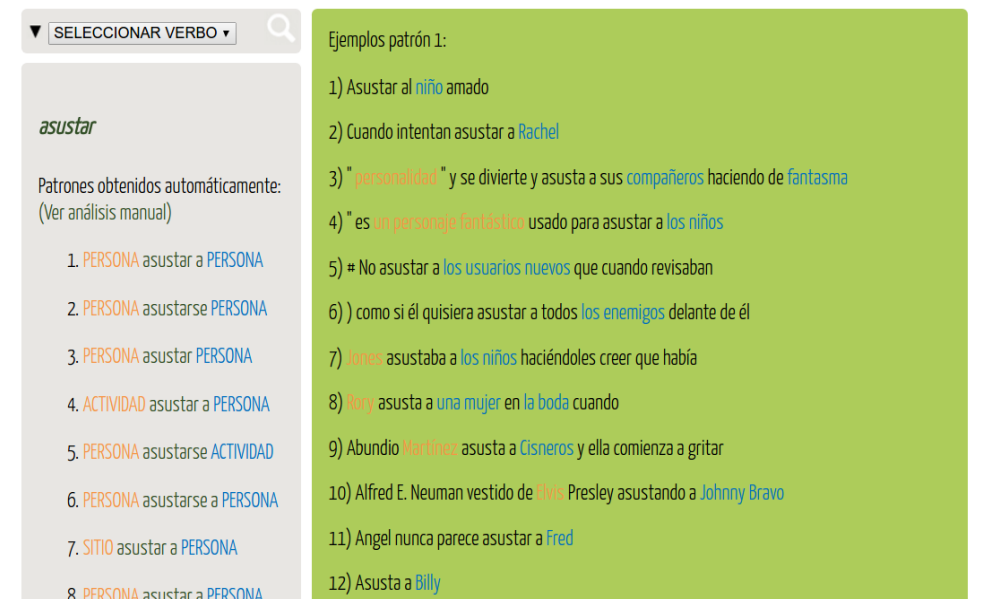 ▼ SELECCIONAR VERBO ▾
asustar
Patrones obtenidos automáticamente:
(Ver análisis manual)
1. PERSONA asustar a PERSONA
2. PERSONA asustarse PERSONA
3. PERSONA asustar PERSONA
4. ACTIVIDAD asustar a PERSONA
5. PERSONA asustarse ACTIVIDAD
6. PERSONA asustarse a PERSONA
7. SITIO asustar a PERSONA
8. PERSONA asustar a PERSONA
Ejemplos patrón 1:
1) Asustar al niño amado
2) Cuando intentan asustar a Rachel
3) " personalidad " y se divierte y asusta a sus compañeros haciendo de fantasma
4) " es un personaje fantástico usado para asustar a los niños
5) # No asustar a los usuarios nuevos que cuando revisaban
6) ) como si él quisiera asustar a todos los enemigos delante de él
7) Jones asustaba a los niños haciéndoles creer que había
8) Rory asusta a una mujer en la boda cuando
9) Abundio Martínez asusta a Cisneros y ella comienza a gritar
10) Alfred E. Neuman vestido de Elvis Presley asustando a Johnny Bravo
11) Angel nunca parece asustar a Fred
12) Asusta a Billy